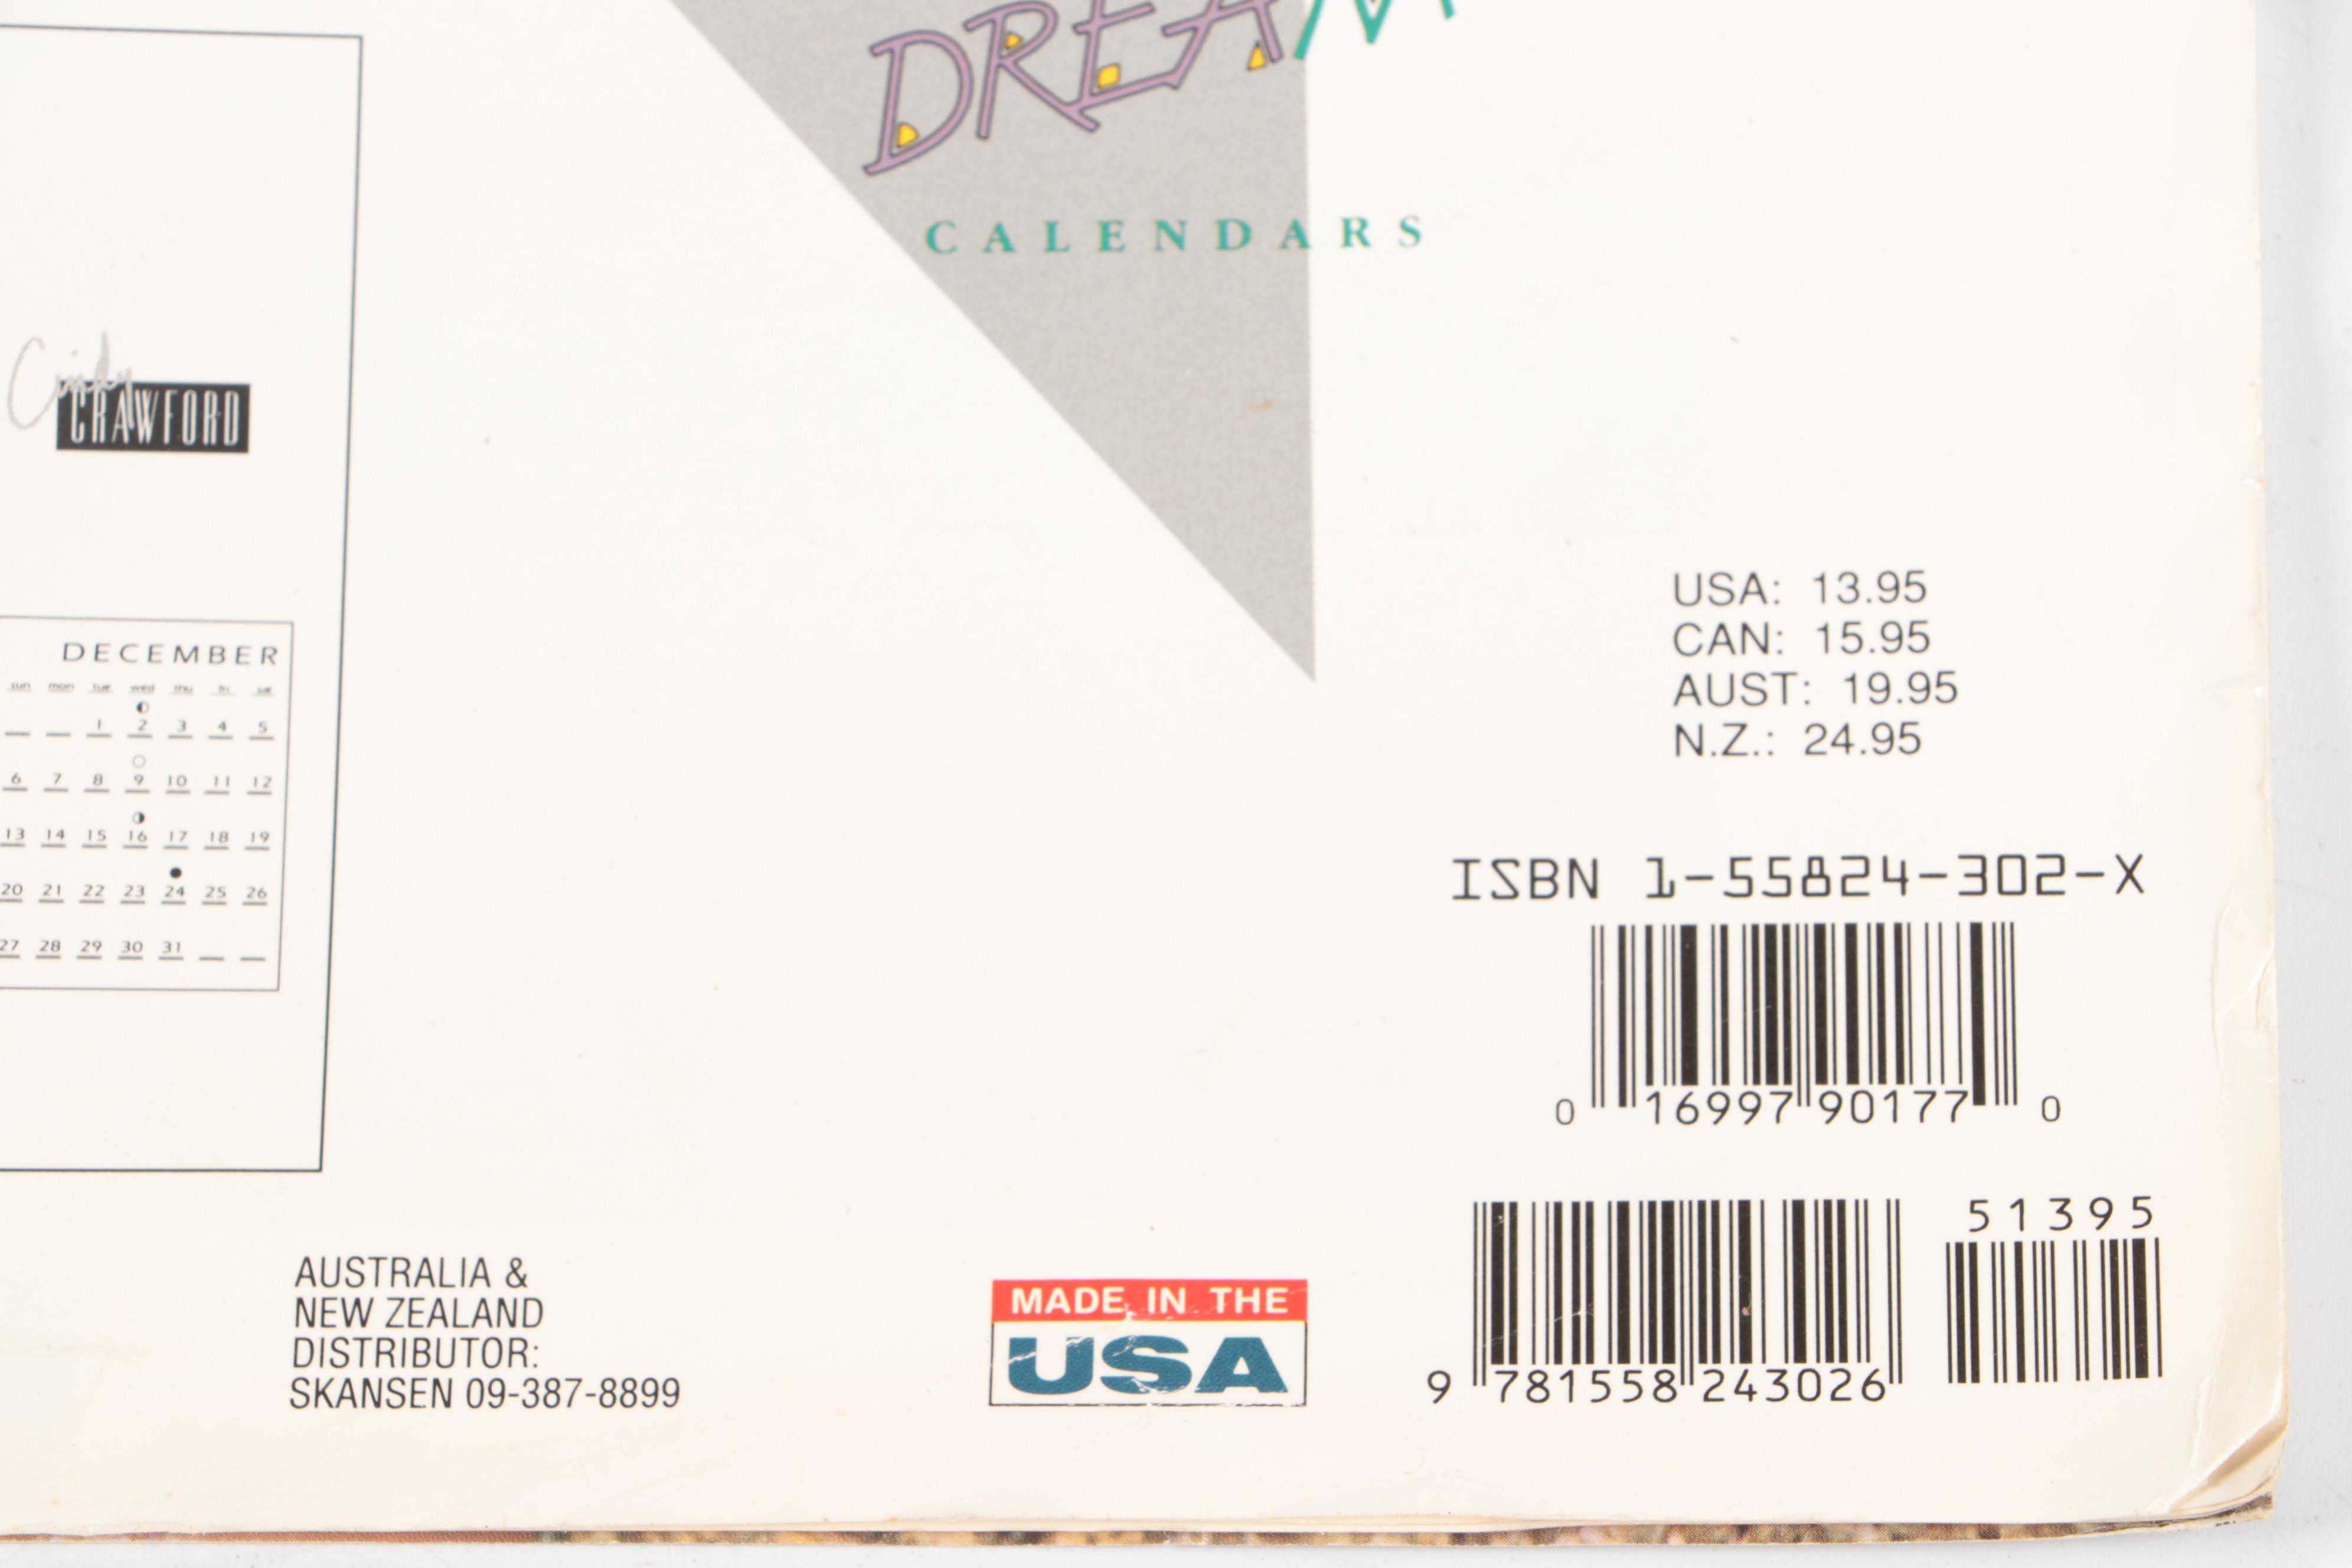 DREAM
CALENDARS
Cindy
CRAWFORD
DECEMBER
sun mon tue wed thu fri sat
1 2 3 4 5
6 7 8 9 10 11 12
13 14 15 16 17 18 19
20 21 22 23 24 25 26
27 28 29 30 31
USA: 13.95
CAN: 15.95
AUST: 19.95
N.Z.: 24.95
ISBN 1-55824-302-X
0 16997 90177 0
51395
9 781558 243026
AUSTRALIA &
NEW ZEALAND
DISTRIBUTOR:
SKANSEN 09-387-8899
MADE IN THE
USA